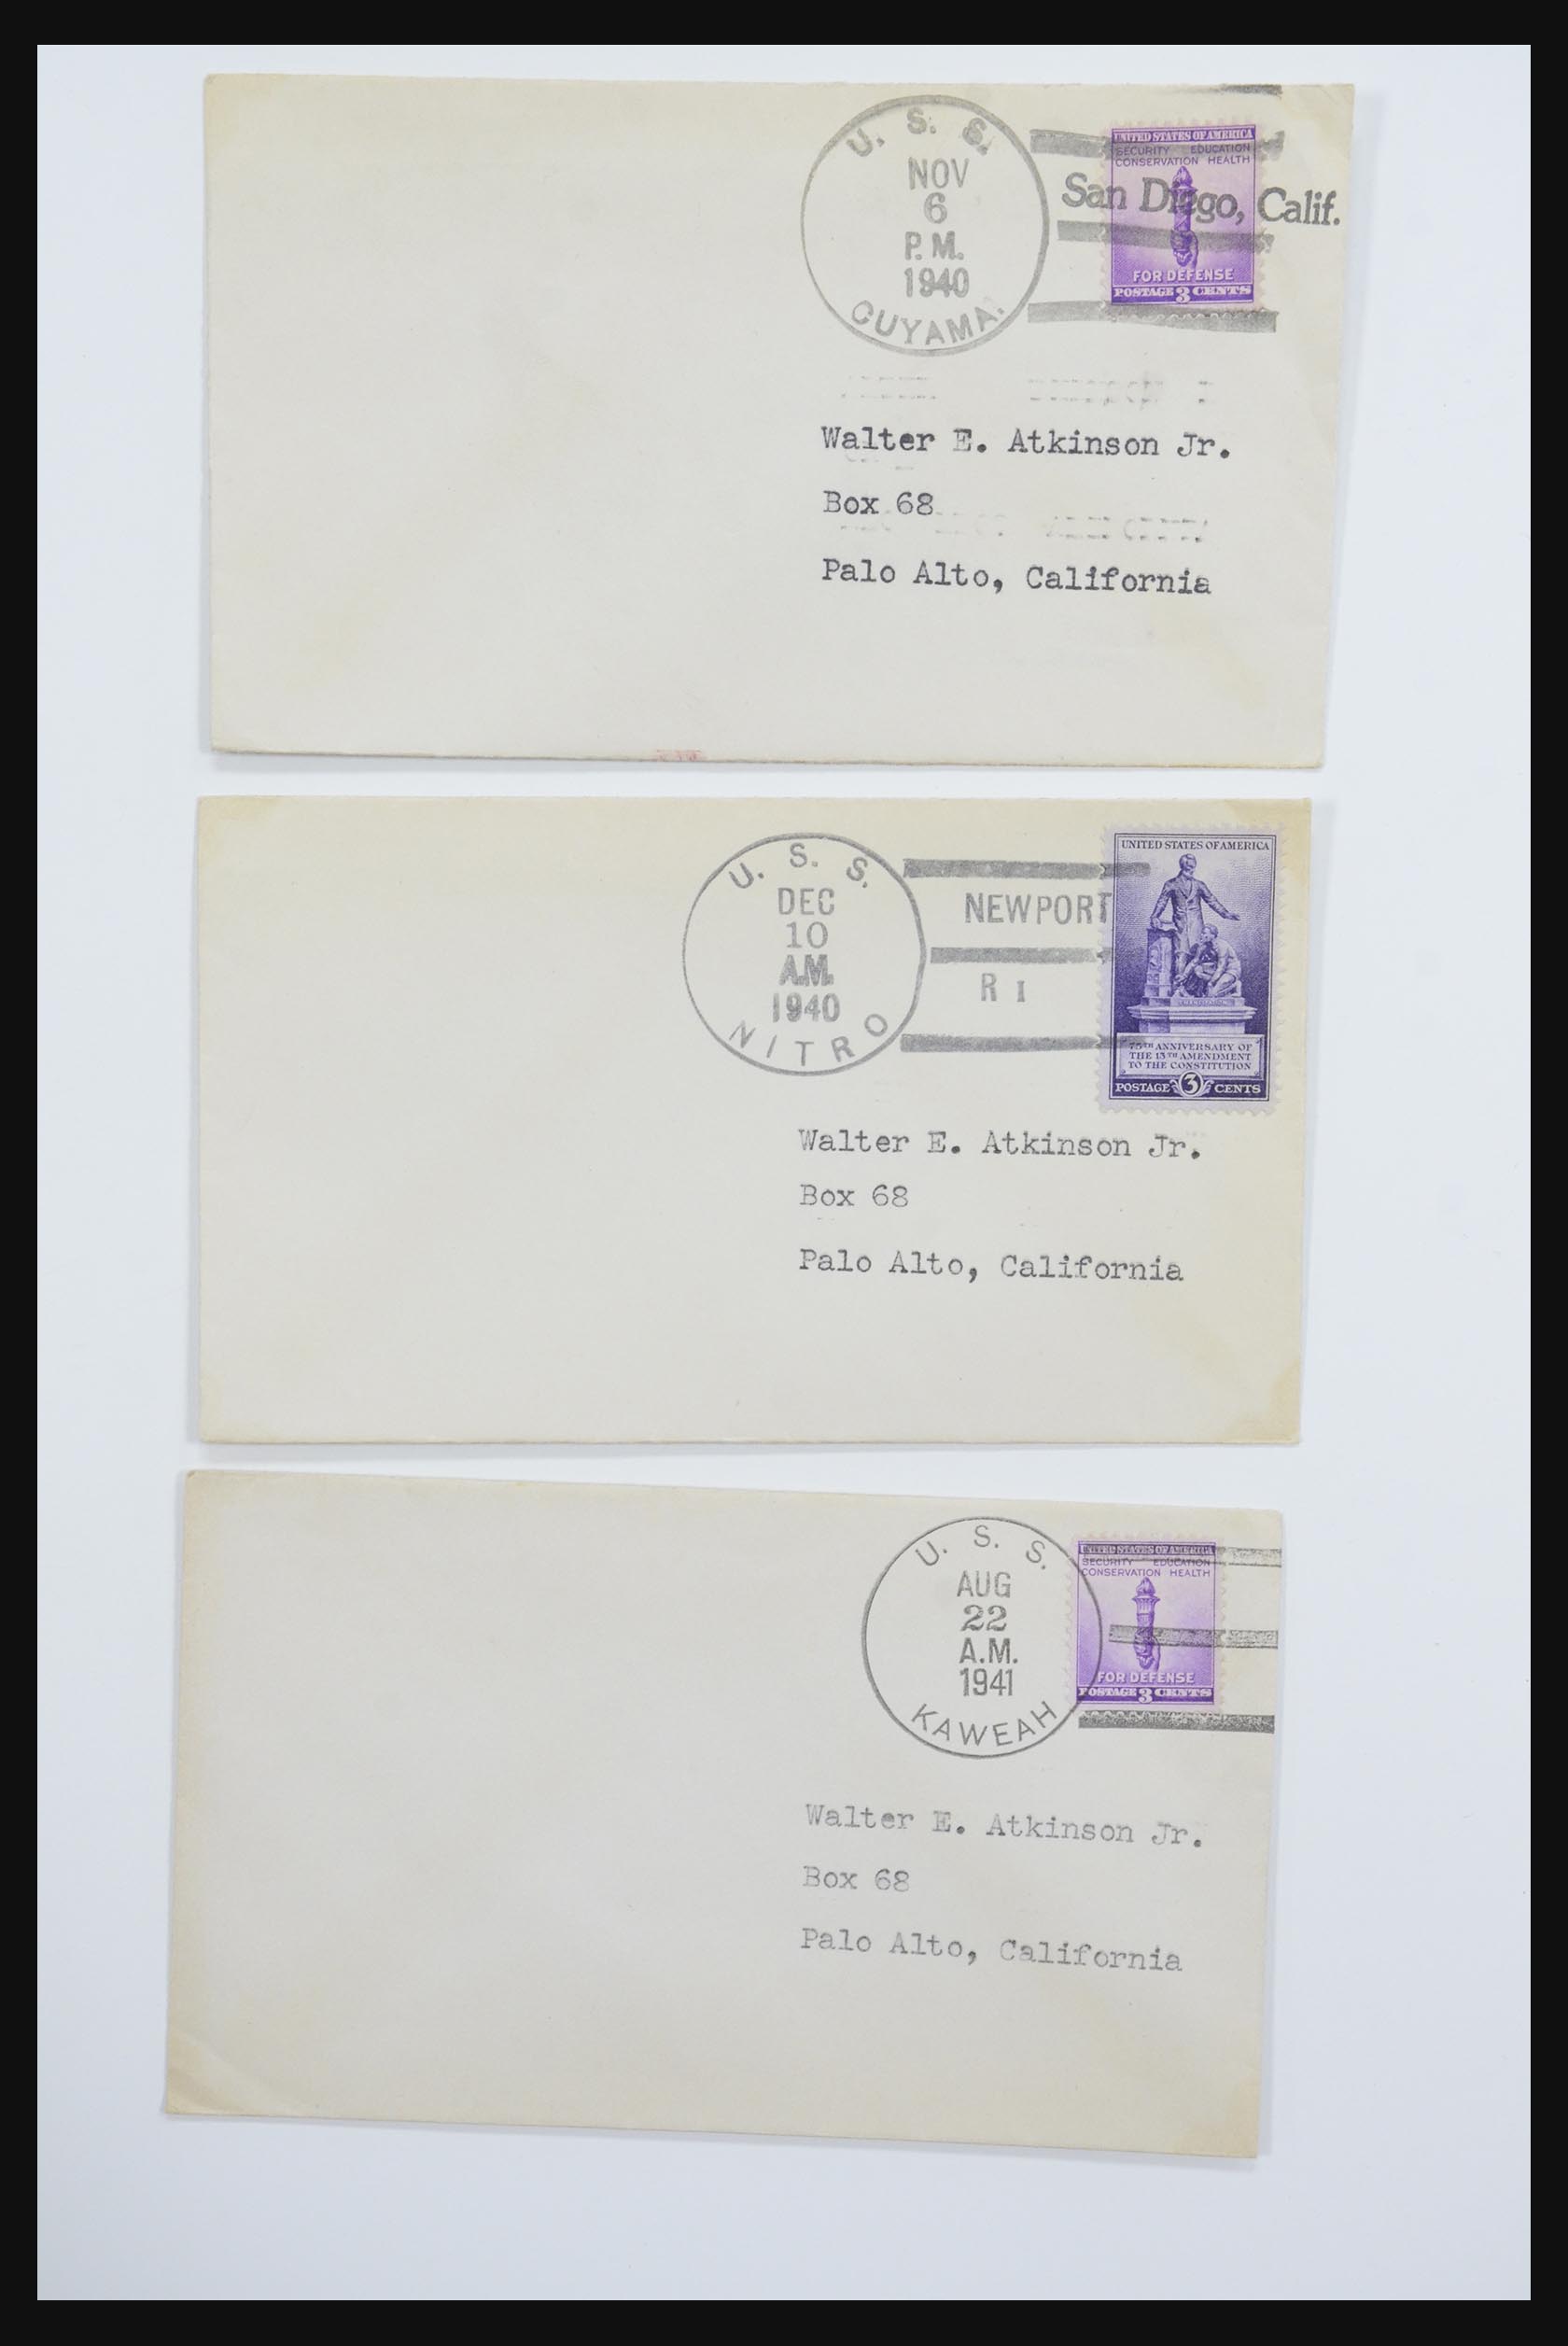 U. S. S.
NOV
6
P. M.
1940
CUYAMA.
San Diego, Calif.
UNITED STATES OF AMERICA
SECURITY EDUCATION
CONSERVATION HEALTH
FOR DEFENSE
POSTAGE 3 CENTS
Walter E. Atkinson Jr.
Box 68
Palo Alto, California
U. S. S.
DEC
10
A.M.
1940
NITRO
NEWPORT
R I
UNITED STATES OF AMERICA
75TH ANNIVERSARY OF
THE 13TH AMENDMENT
TO THE CONSTITUTION
POSTAGE 3 CENTS
Walter E. Atkinson Jr.
Box 68
Palo Alto, California
U. S. S.
AUG
22
A.M.
1941
KAWEAH
UNITED STATES OF AMERICA
SECURITY EDUCATION
CONSERVATION HEALTH
FOR DEFENSE
POSTAGE 3 CENTS
Walter E. Atkinson Jr.
Box 68
Palo Alto, California